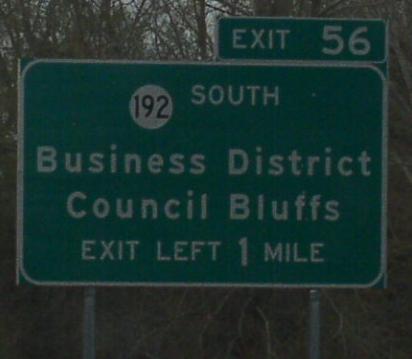 EXIT 56
192 SOUTH
Business District
Council Bluffs
EXIT LEFT 1 MILE